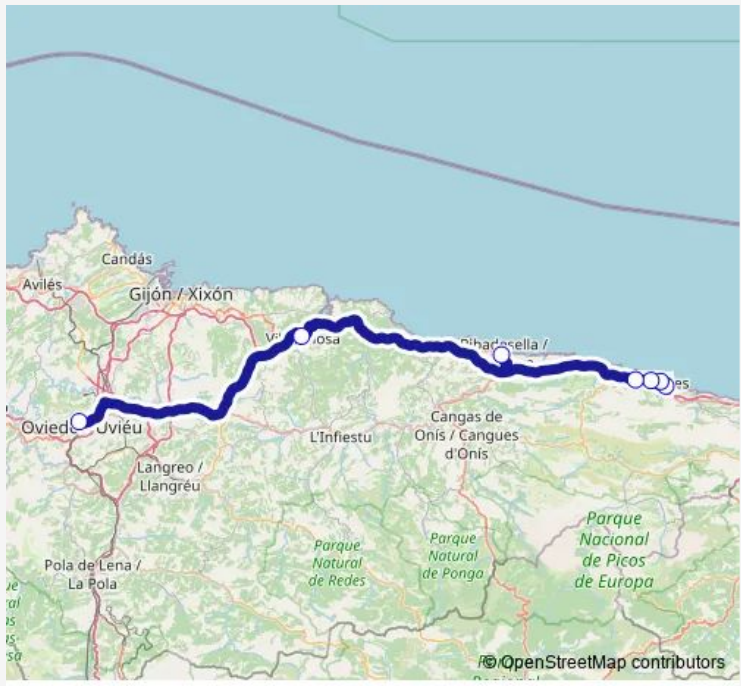 Candás
Avilés
Gijón / Xixón
Ribadesella /
Oviedo
Uviéu
L'Infiestu
Cangas de
Onís / Cangues
d'Onís
Langreo /
Llangréu
Parque
Nacional
de Picos
de Europa
Parque
Natural
de Redes
Parque
Natural
de Ponga
Pola de Lena /
La Pola
© OpenStreetMap contributors